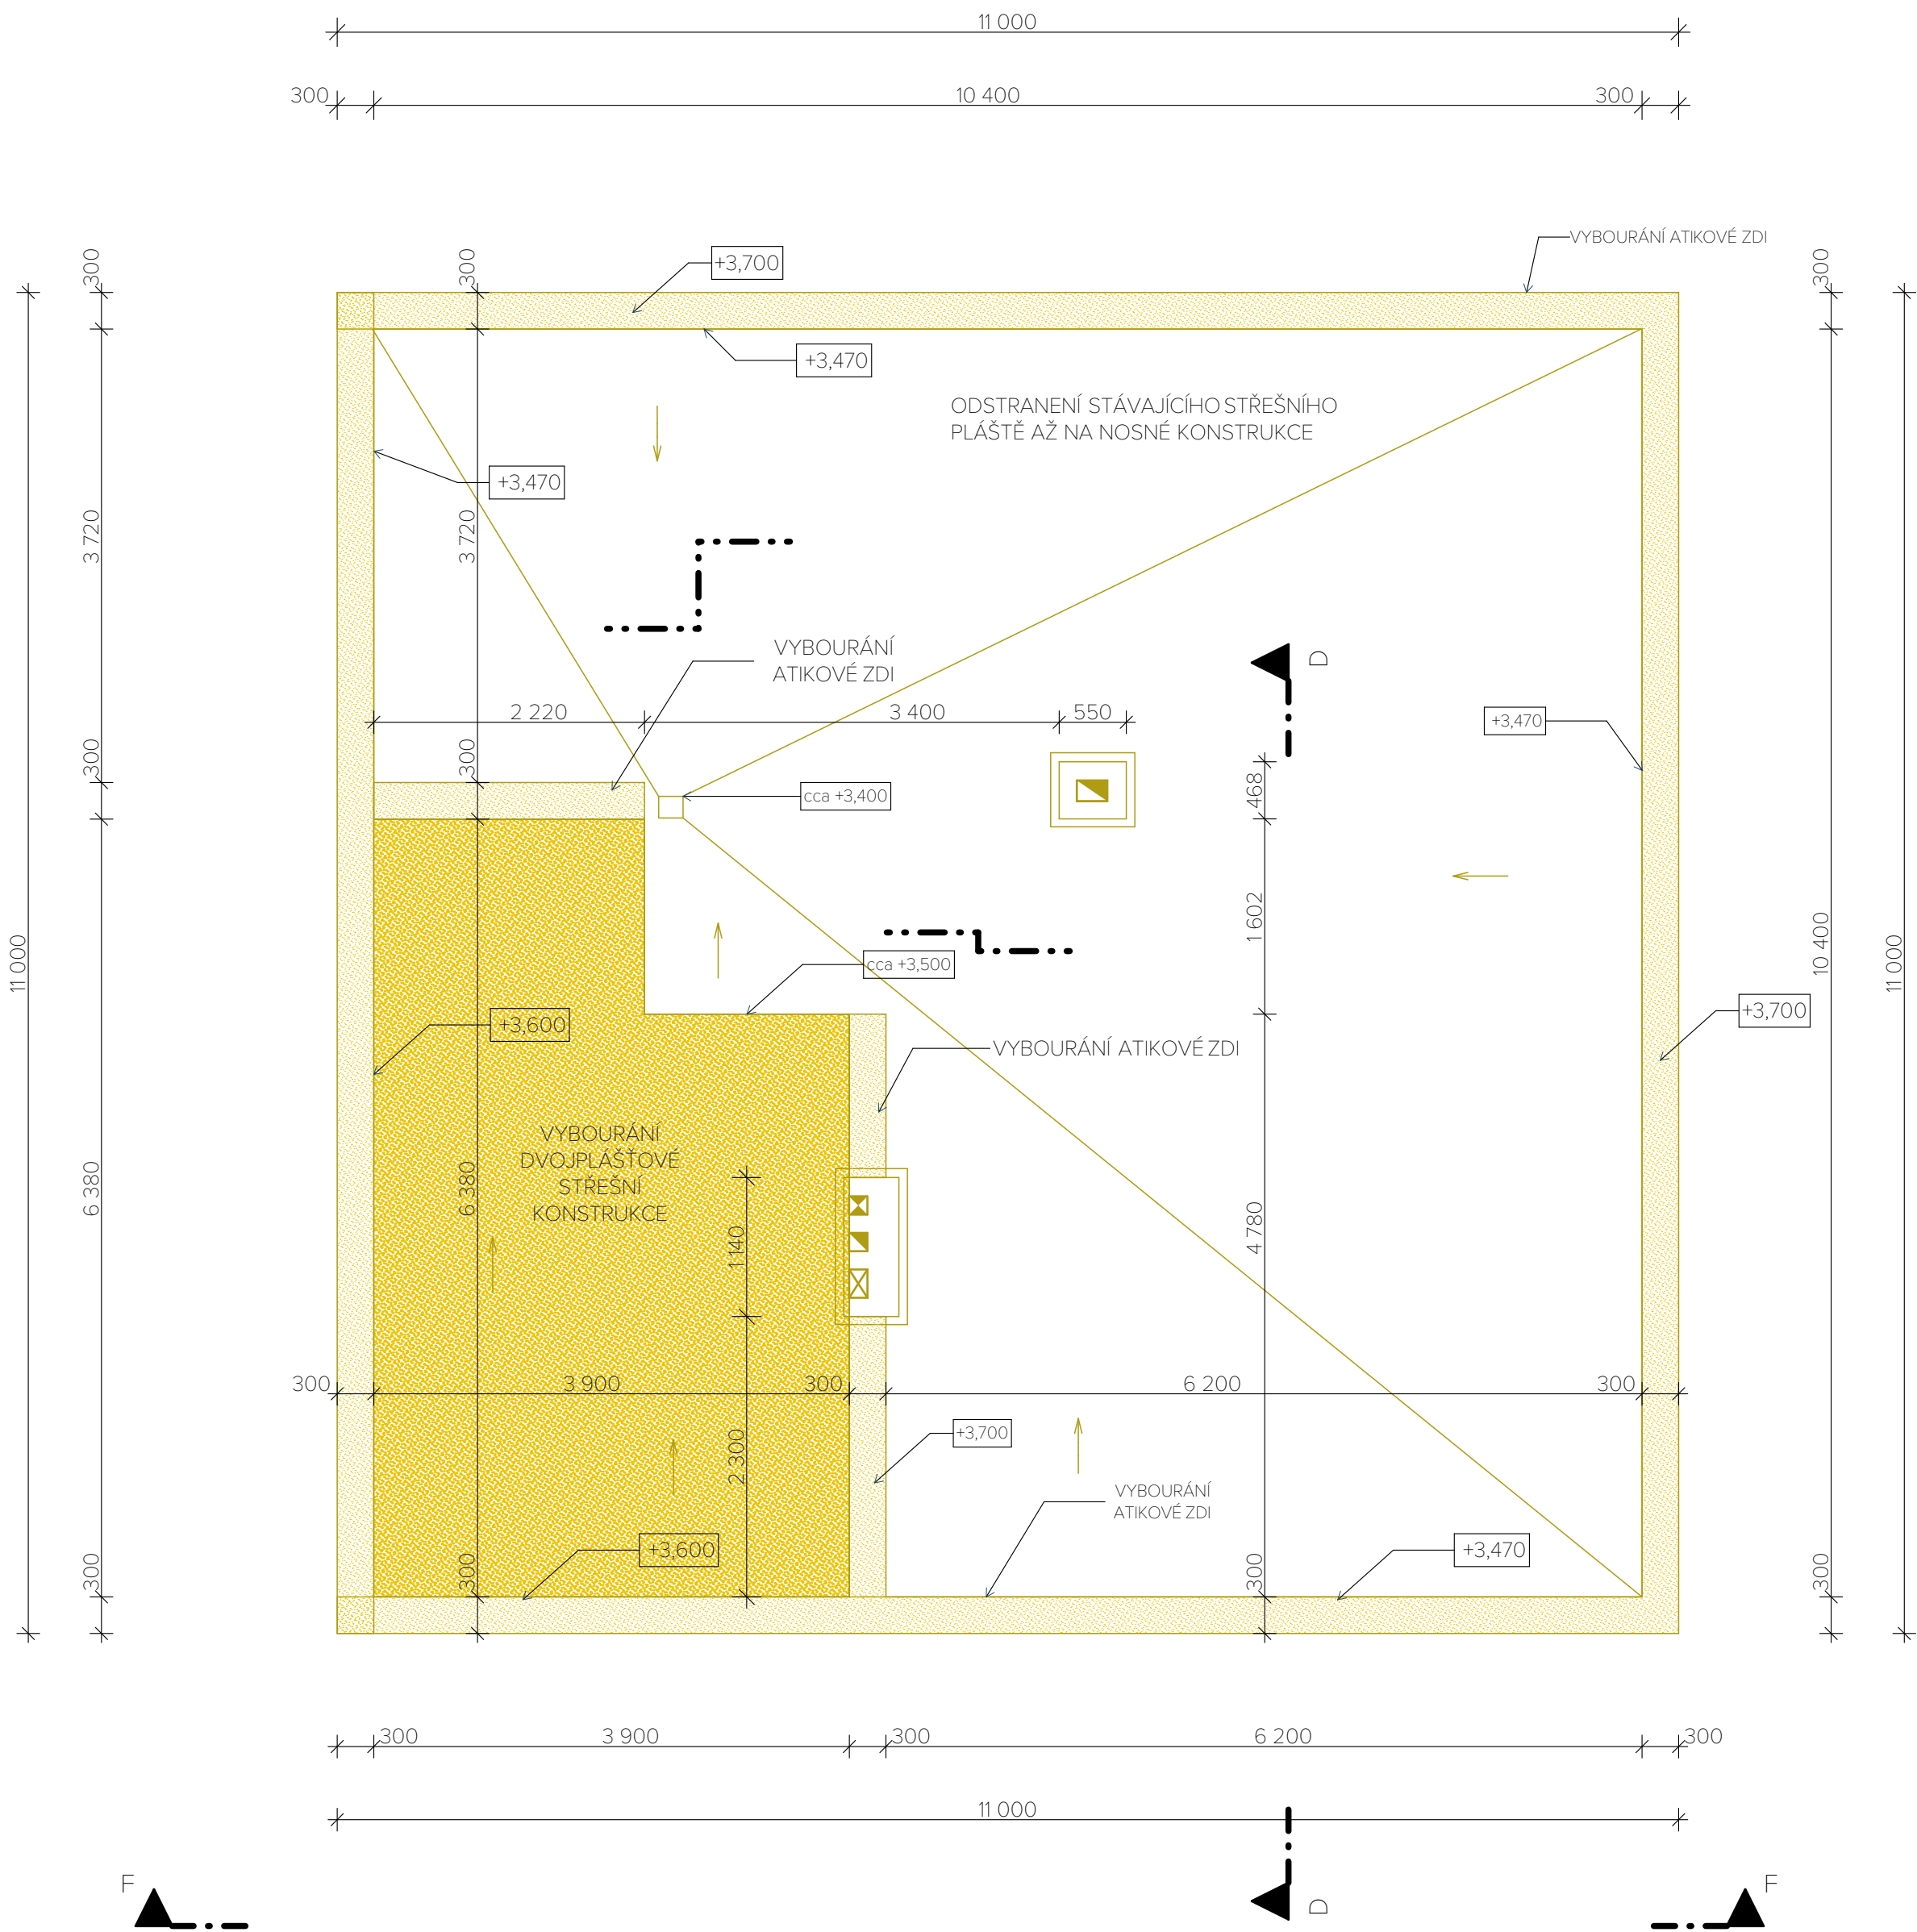 11 000
300
10 400
300
300
300
+3,700
VYBOURÁNÍ ATIKOVÉ ZDI
300
+3,470
ODSTRANENÍ STÁVAJÍCÍHO STŘEŠNÍHO
PLÁŠTĚ AŽ NA NOSNÉ KONSTRUKCE
+3,470
3 720
3 720
VYBOURÁNÍ
ATIKOVÉ ZDI
D
2 220
3 400
550
+3,470
300
300
cca +3,400
468
1 602
11 000
cca +3,500
10 400
11 000
+3,600
+3,700
VYBOURÁNÍ ATIKOVÉ ZDI
VYBOURÁNÍ
DVOJPLÁŠŤOVÉ
STŘEŠNÍ
KONSTRUKCE
6 380
6 380
1 140
4 780
300
3 900
300
6 200
300
2 300
+3,700
VYBOURÁNÍ
ATIKOVÉ ZDI
+3,600
+3,470
300
300
300
300
300
3 900
300
6 200
300
11 000
F
D
F